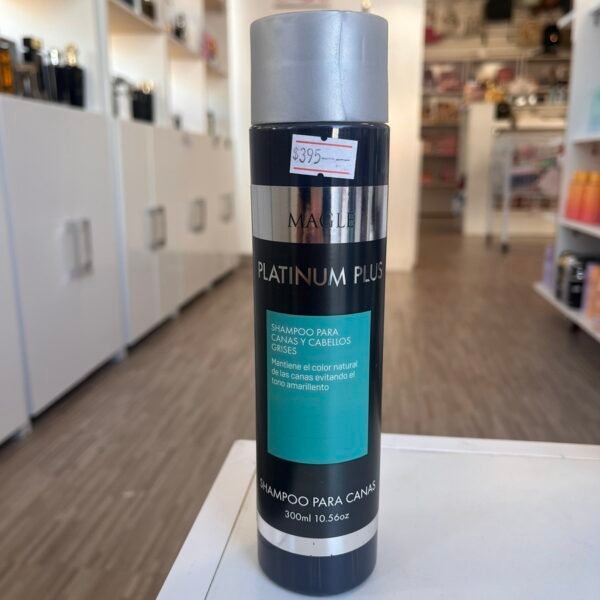 $395
MAGLE
PLATINUM PLUS
SHAMPOO PARA
CANAS Y CABELLOS
GRISES
Mantiene el color natural
de las canas evitando el
tono amarillento
SHAMPOO PARA CANAS
300ml 10.56oz